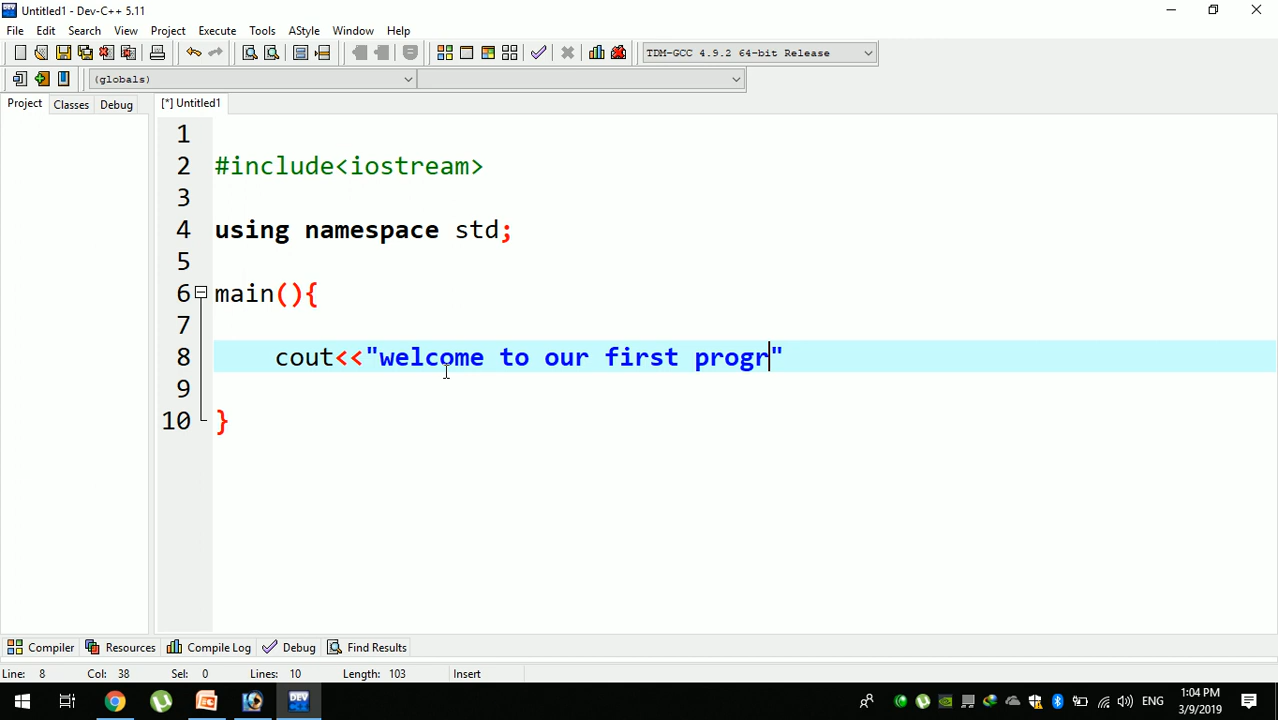 Untitled1 - Dev-C++ 5.11
File Edit Search View Project Execute Tools AStyle Window Help
TDM-GCC 4.9.2 64-bit Release
(globals)
Project Classes Debug [*] Untitled1
1
2 #include<iostream>
3
4 using namespace std;
5
6 main(){
7
8 cout<<"welcome to our first progr"
9
10 }
Compiler Resources Compile Log Debug Find Results
Line: 8 Col: 38 Sel: 0 Lines: 10 Length: 103 Insert
DEV
ENG
1:04 PM
3/9/2019